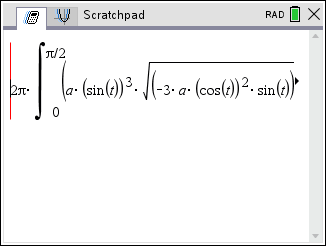 Scratchpad RAD
2π· ∫₀^(π/2) (a·(sin(t))³·√((-3·a·(cos(t))²·sin(t))